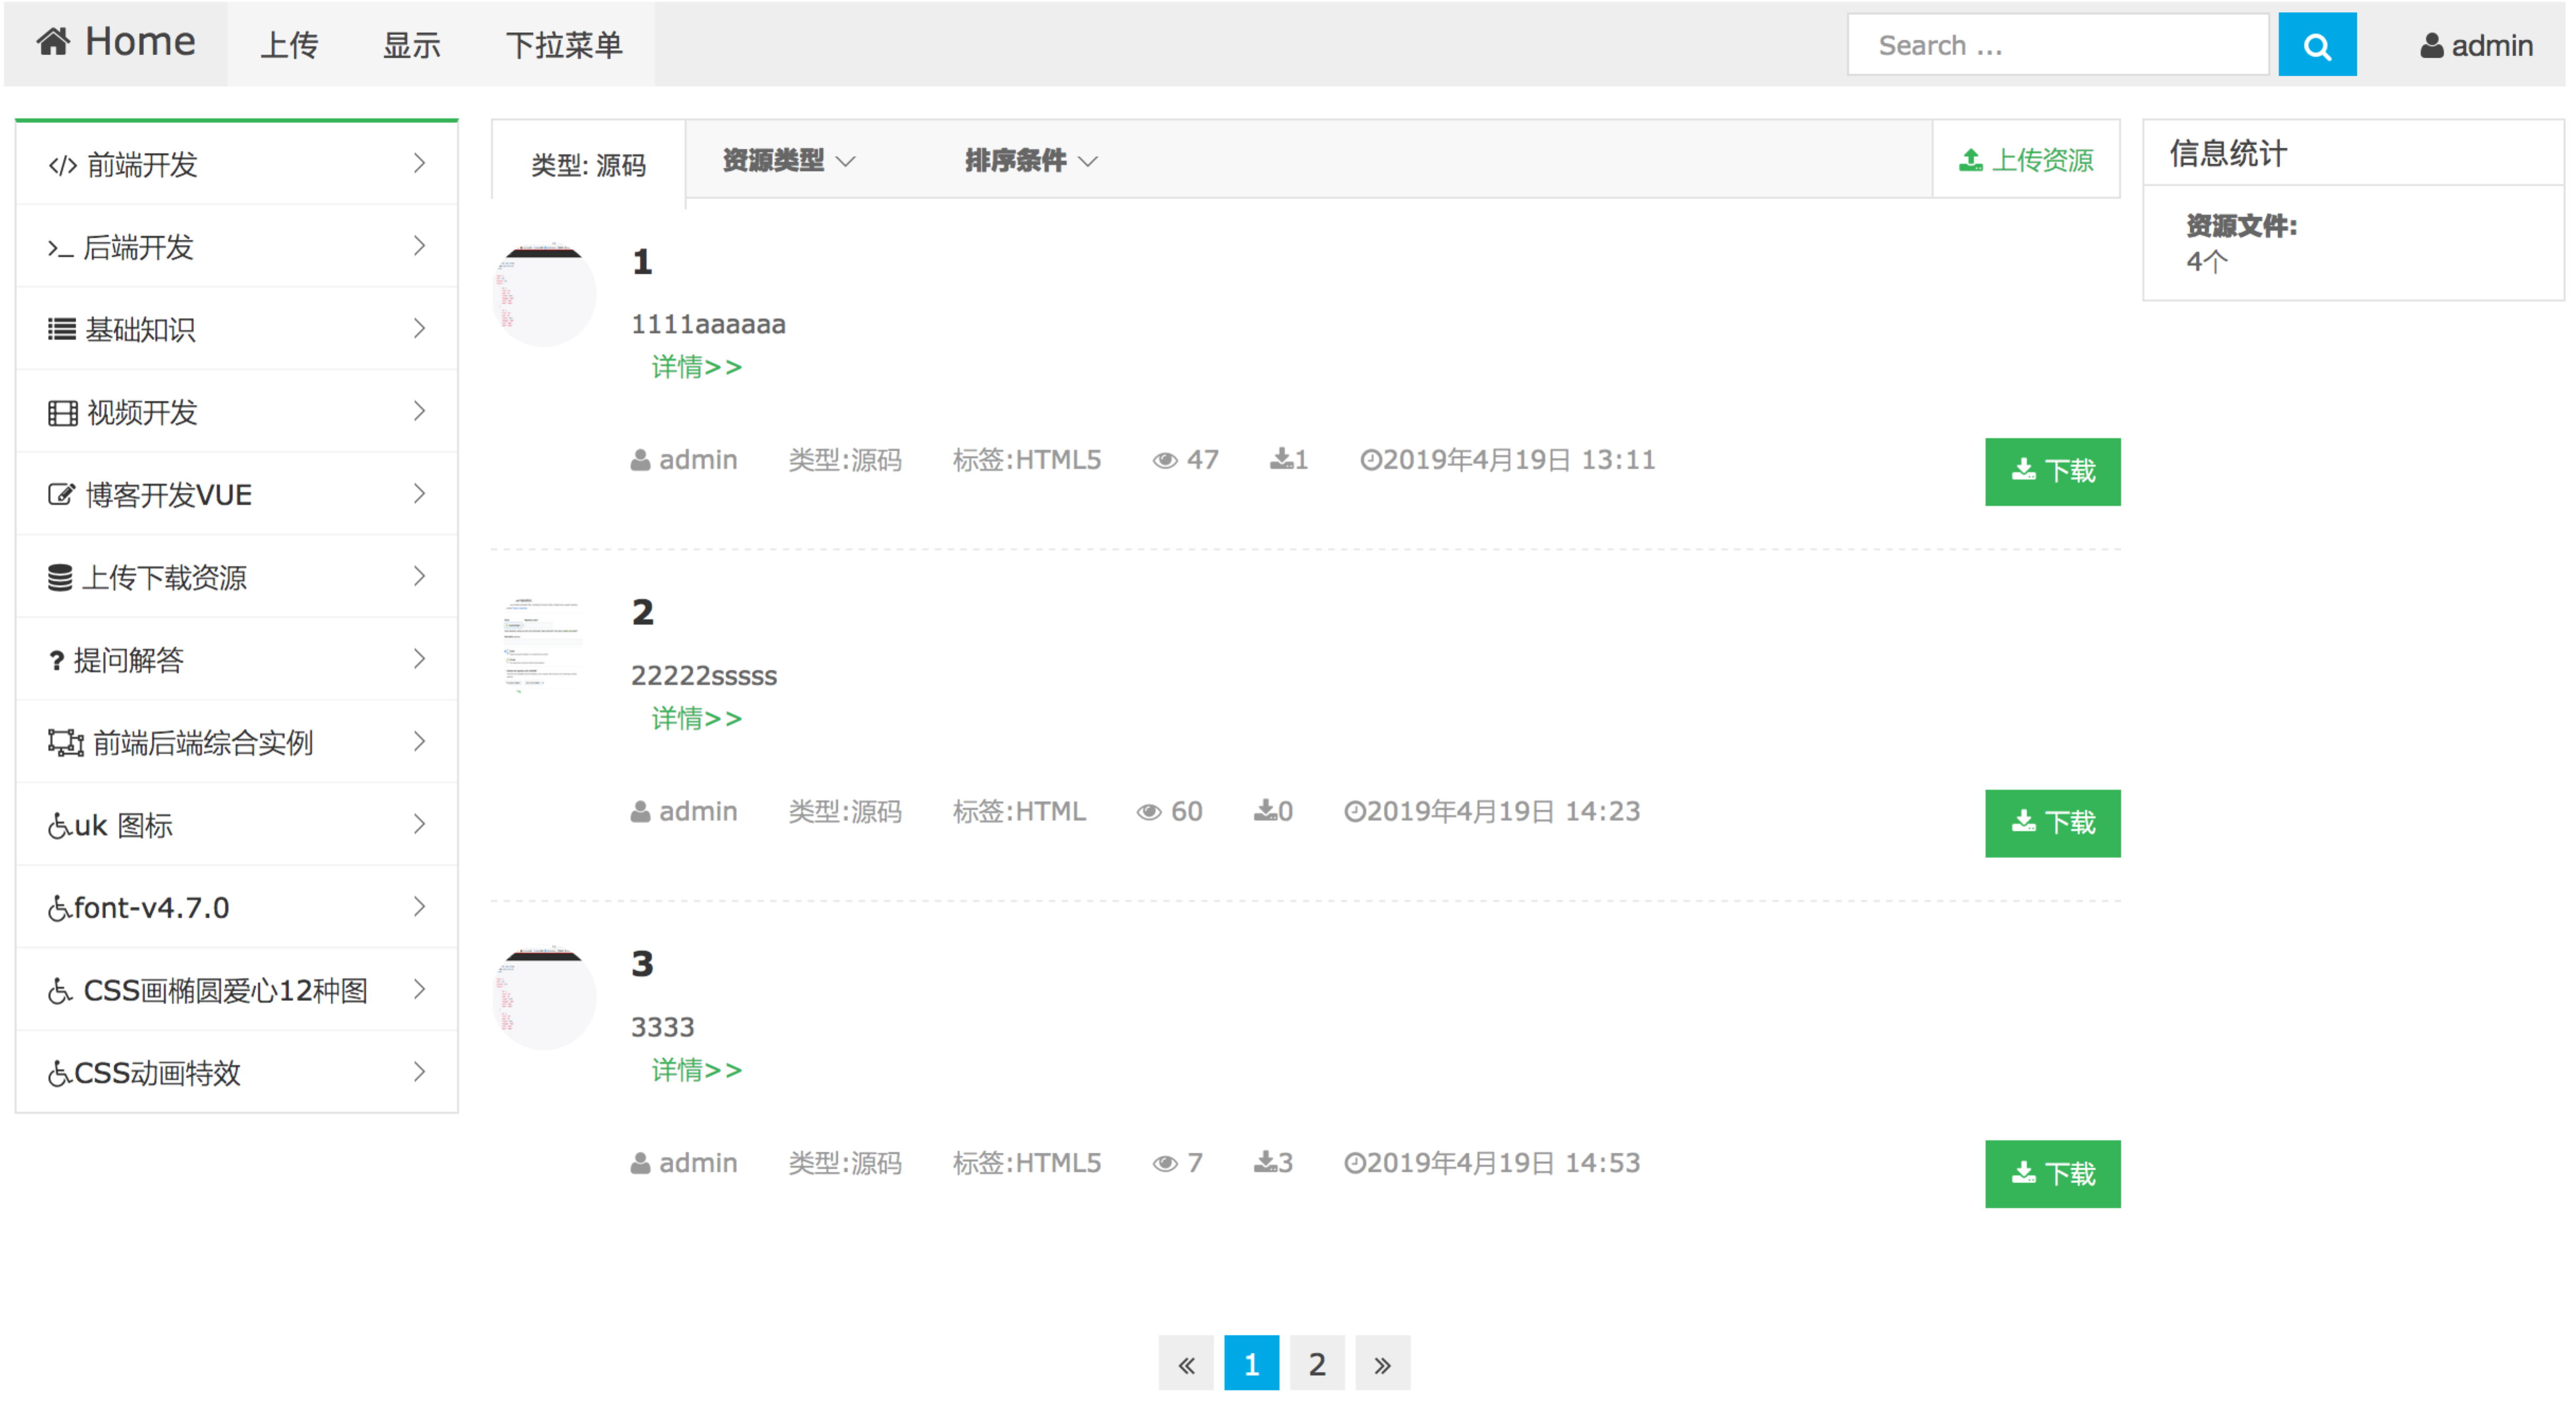 Home 上传 显示 下拉菜单 Search ... admin
前端开发
后端开发
基础知识
视频开发
博客开发VUE
上传下载资源
提问解答
前端后端综合实例
uk 图标
font-v4.7.0
CSS画椭圆爱心12种图
CSS动画特效
类型: 源码 资源类型 排序条件 上传资源
1
1111aaaaaa
详情>>
admin 类型:源码 标签:HTML5 47 1 2019年4月19日 13:11 下载
2
22222sssss
详情>>
admin 类型:源码 标签:HTML 60 0 2019年4月19日 14:23 下载
3
3333
详情>>
admin 类型:源码 标签:HTML5 7 3 2019年4月19日 14:53 下载
« 1 2 »
信息统计
资源文件:
4个